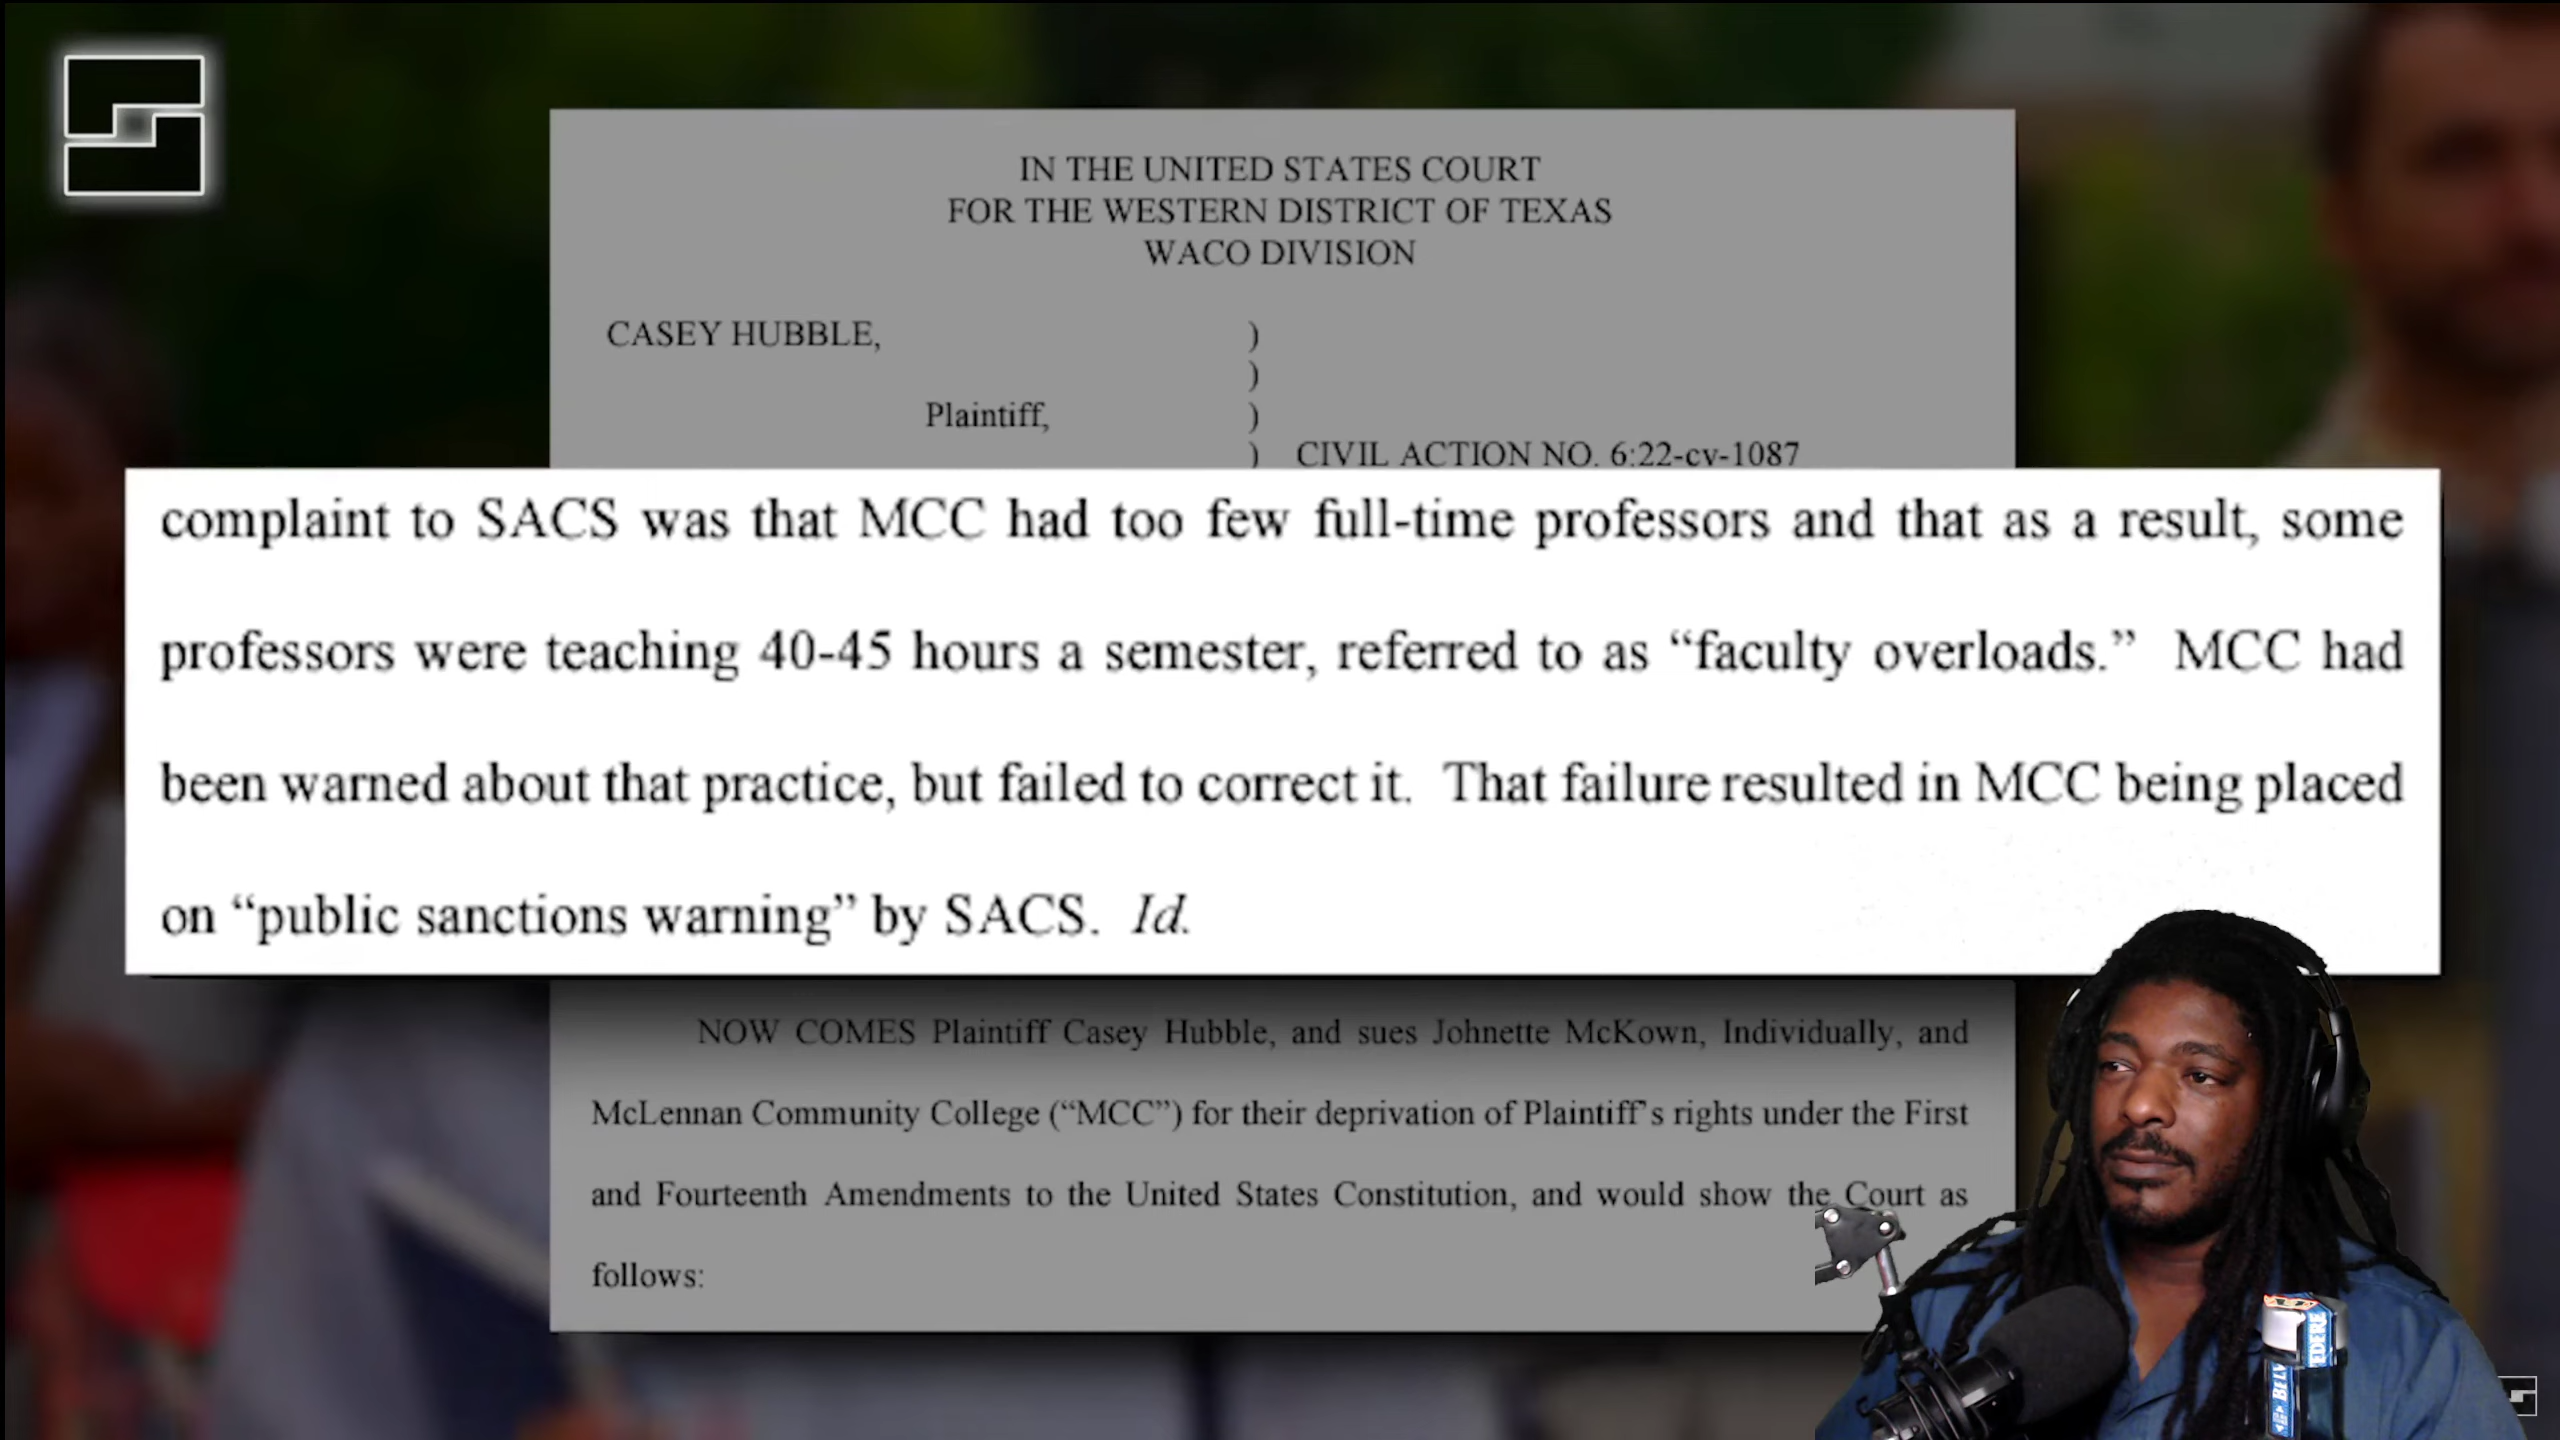 IN THE UNITED STATES COURT
FOR THE WESTERN DISTRICT OF TEXAS
WACO DIVISION
CASEY HUBBLE, )
)
Plaintiff, )
) CIVIL ACTION NO. 6:22-cv-1087
complaint to SACS was that MCC had too few full-time professors and that as a result, some
professors were teaching 40-45 hours a semester, referred to as “faculty overloads.” MCC had
been warned about that practice, but failed to correct it. That failure resulted in MCC being placed
on “public sanctions warning” by SACS. Id.
NOW COMES Plaintiff Casey Hubble, and sues Johnette McKown, Individually, and
McLennan Community College (“MCC”) for their deprivation of Plaintiff’s rights under the First
and Fourteenth Amendments to the United States Constitution, and would show the Court as
follows: